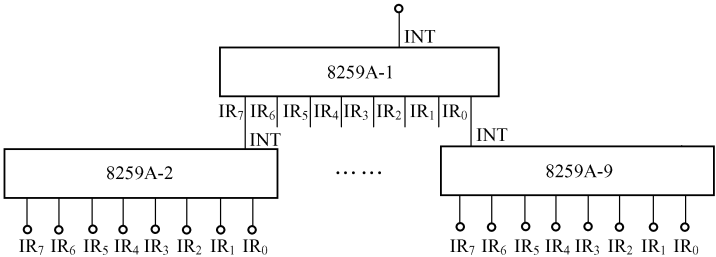 INT
8259A-1
IR₇ IR₆ IR₅ IR₄ IR₃ IR₂ IR₁ IR₀
INT INT
8259A-2 …… 8259A-9
IR₇ IR₆ IR₅ IR₄ IR₃ IR₂ IR₁ IR₀ IR₇ IR₆ IR₅ IR₄ IR₃ IR₂ IR₁ IR₀